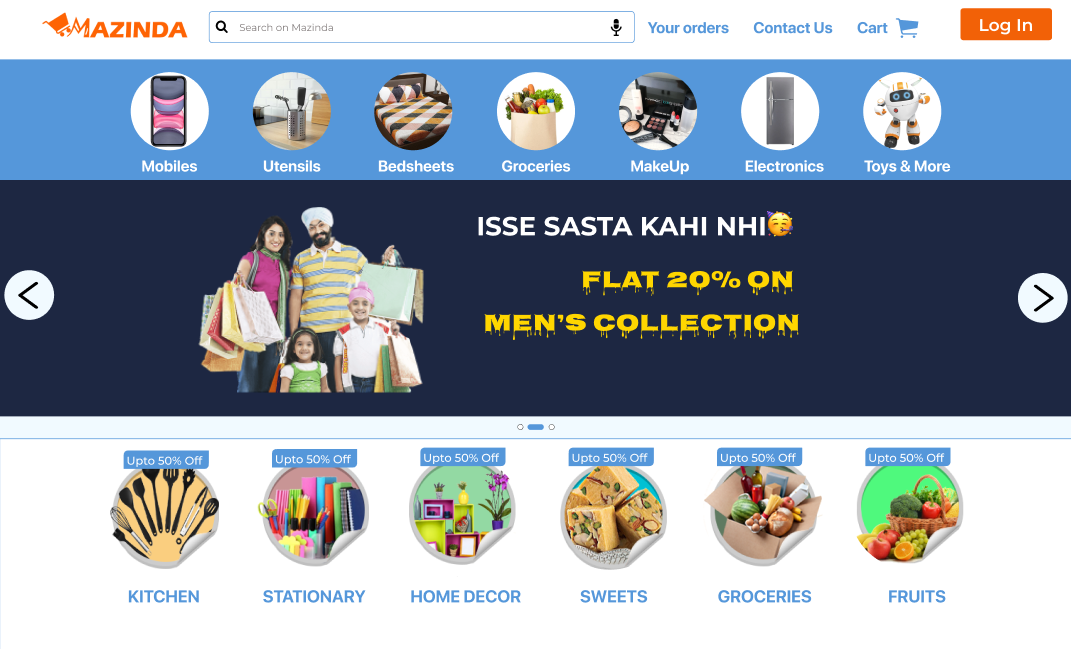 MAZINDA
Search on Mazinda
Your orders
Contact Us
Cart
Log In
Mobiles
Utensils
Bedsheets
Groceries
MakeUp
Electronics
Toys & More
ISSE SASTA KAHI NHI🥳
FLAT 20% ON
MEN'S COLLECTION
Upto 50% Off
Upto 50% Off
Upto 50% Off
Upto 50% Off
Upto 50% Off
Upto 50% Off
KITCHEN
STATIONARY
HOME DECOR
SWEETS
GROCERIES
FRUITS